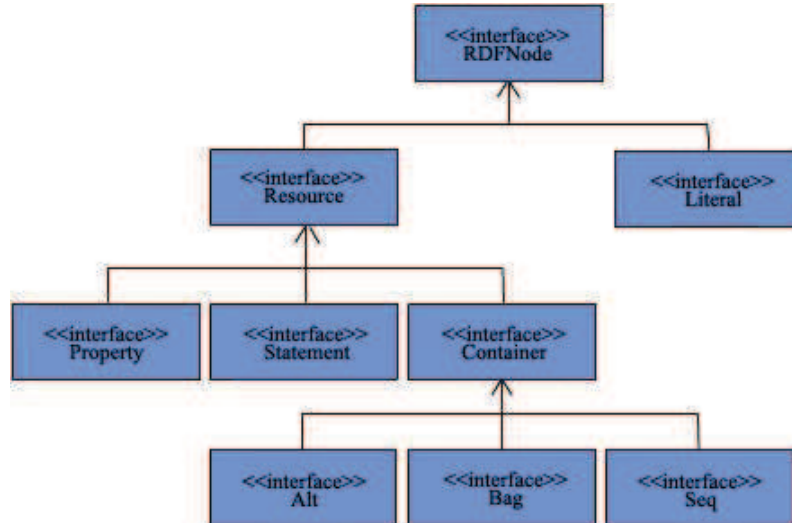 <<interface>>
RDFNode
<<interface>>
Resource
<<interface>>
Literal
<<interface>>
Property
<<interface>>
Statement
<<interface>>
Container
<<interface>>
Alt
<<interface>>
Bag
<<interface>>
Seq